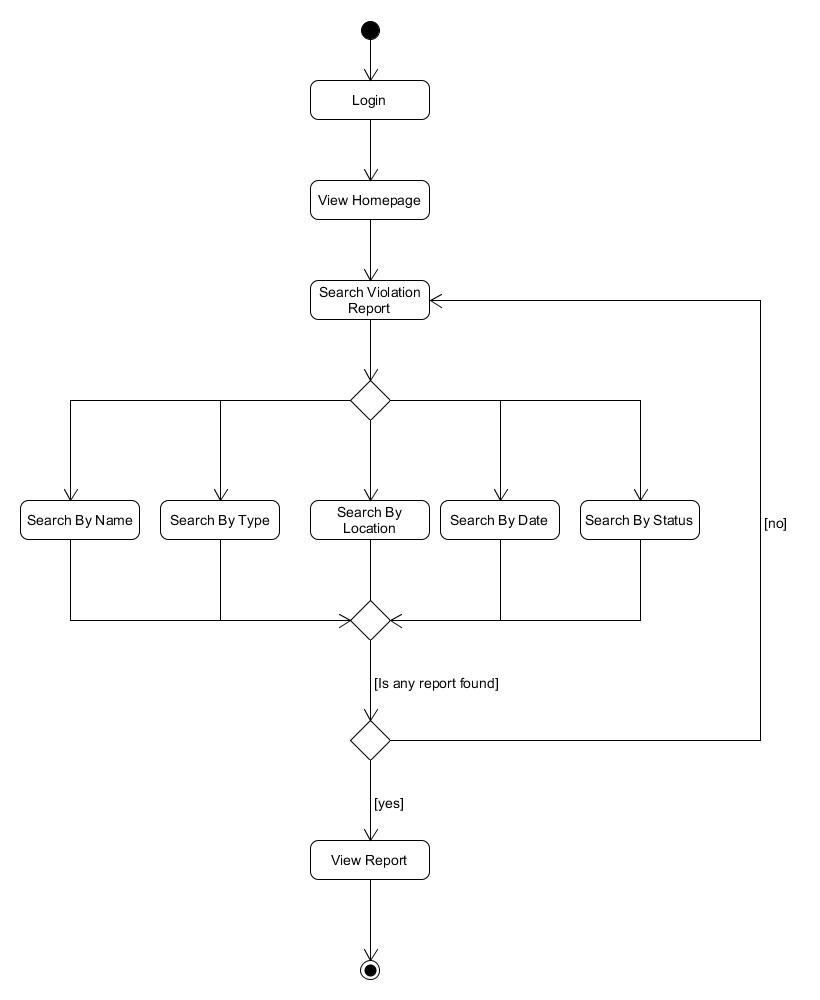 Login
View Homepage
Search Violation
Report
Search By Name
Search By Type
Search By
Location
Search By Date
Search By Status
[no]
[Is any report found]
[yes]
View Report